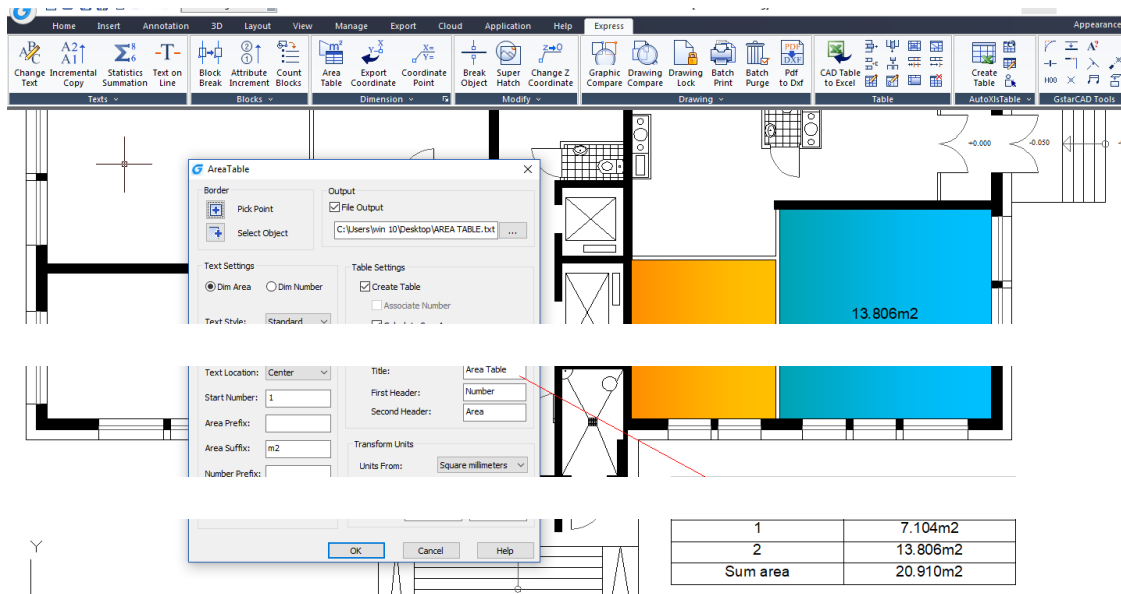 Home Insert Annotation 3D Layout View Manage Export Cloud Application Help Express Appearance
Change Text
Incremental Copy
Statistics Summation
Text on Line
Block Break
Attribute Increment
Count Blocks
Area Table
Export Coordinate
Coordinate Point
Break Object
Super Hatch
Change Z Coordinate
Graphic Compare
Drawing Compare
Drawing Lock
Batch Print
Batch Purge
Pdf to Dxf
CAD Table to Excel
Create Table
Texts Blocks Dimension Modify Drawing Table AutoXlsTable GstarCAD Tools
AreaTable
Border
Pick Point
Select Object
Output
File Output
C:\Users\win 10\Desktop\AREA TABLE.txt ...
Text Settings
Dim Area Dim Number
Text Style: Standard
Table Settings
Create Table
Associate Number
Text Location: Center
Start Number: 1
Area Prefix:
Area Suffix: m2
Number Prefix:
Title: Area Table
First Header: Number
Second Header: Area
Transform Units
Units From: Square millimeters
OK Cancel Help
+0.000
-0.050
13.806m2
1 7.104m2
2 13.806m2
Sum area 20.910m2
Y